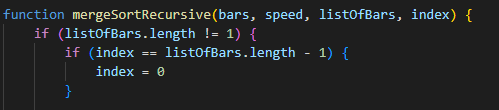 function mergeSortRecursive(bars, speed, listOfBars, index) {
    if (listOfBars.length != 1) {
        if (index == listOfBars.length - 1) {
            index = 0
        }